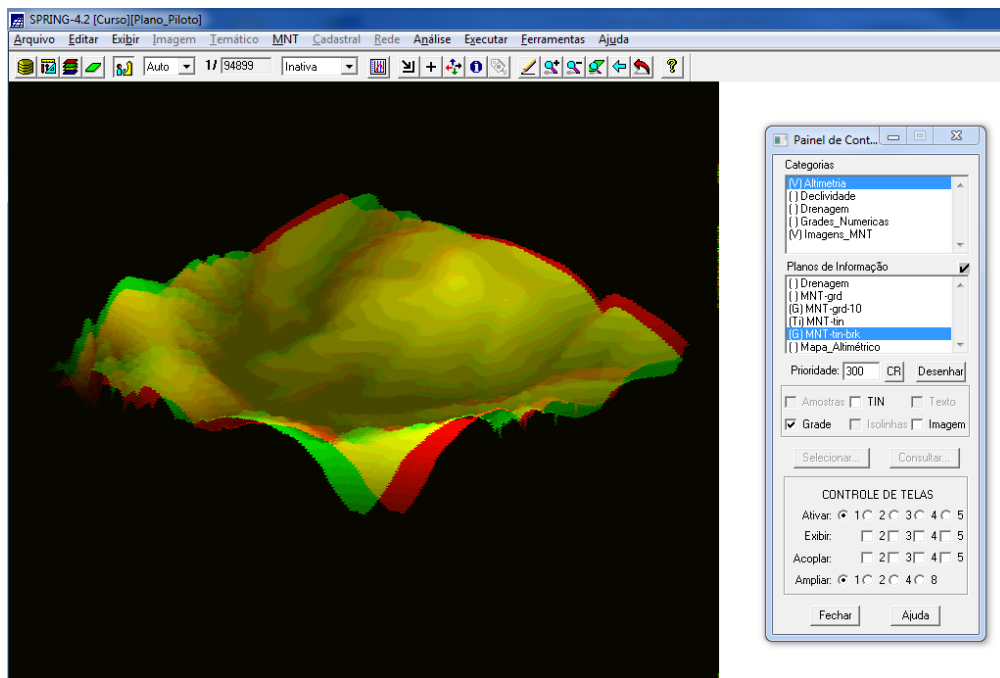 SPRING-4.2 [Curso][Plano_Piloto]
Arquivo Editar Exibir Imagem Temático MNT Cadastral Rede Análise Executar Ferramentas Ajuda
Auto 1/ 94899 Inativa
Painel de Cont...
Categorias
(V) Altimetria
( ) Declividade
( ) Drenagem
( ) Grades_Numericas
(V) Imagens_MNT
Planos de Informação
( ) Drenagem
( ) MNT-grd
(G) MNT-grd-10
(Ti) MNT-tin
(G) MNT-tin-brk
( ) Mapa_Altimétrico
Prioridade: 300 CR Desenhar
Amostras TIN Texto
Grade Isolinhas Imagem
Selecionar... Consultar...
CONTROLE DE TELAS
Ativar: 1 2 3 4 5
Exibir: 2 3 4 5
Acoplar: 2 3 4 5
Ampliar: 1 2 4 8
Fechar Ajuda